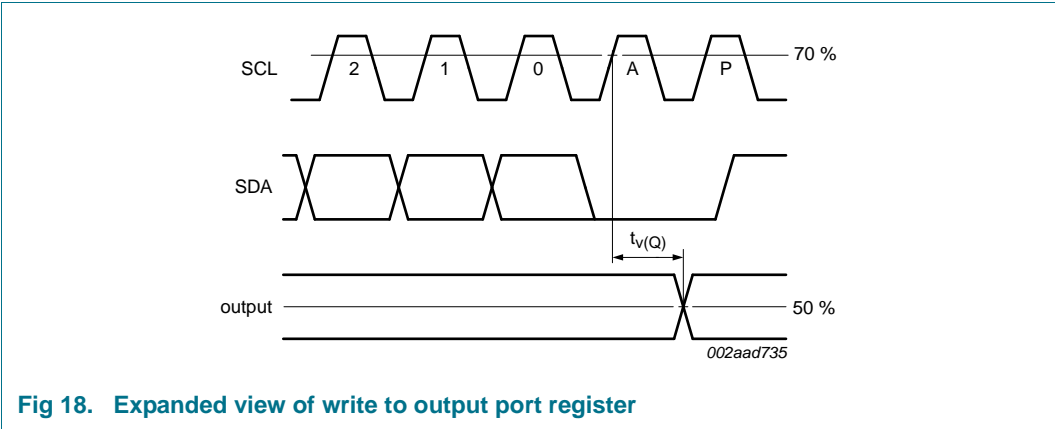 SCL
2
1
0
A
P
70 %
SDA
tv(Q)
output
50 %
002aad735
Fig 18. Expanded view of write to output port register